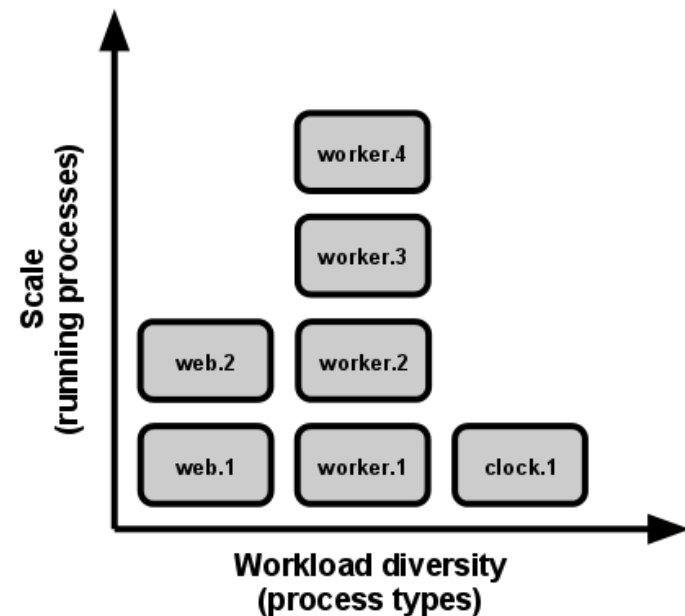 Scale
(running processes)
worker.4
worker.3
web.2
worker.2
web.1
worker.1
clock.1
Workload diversity
(process types)